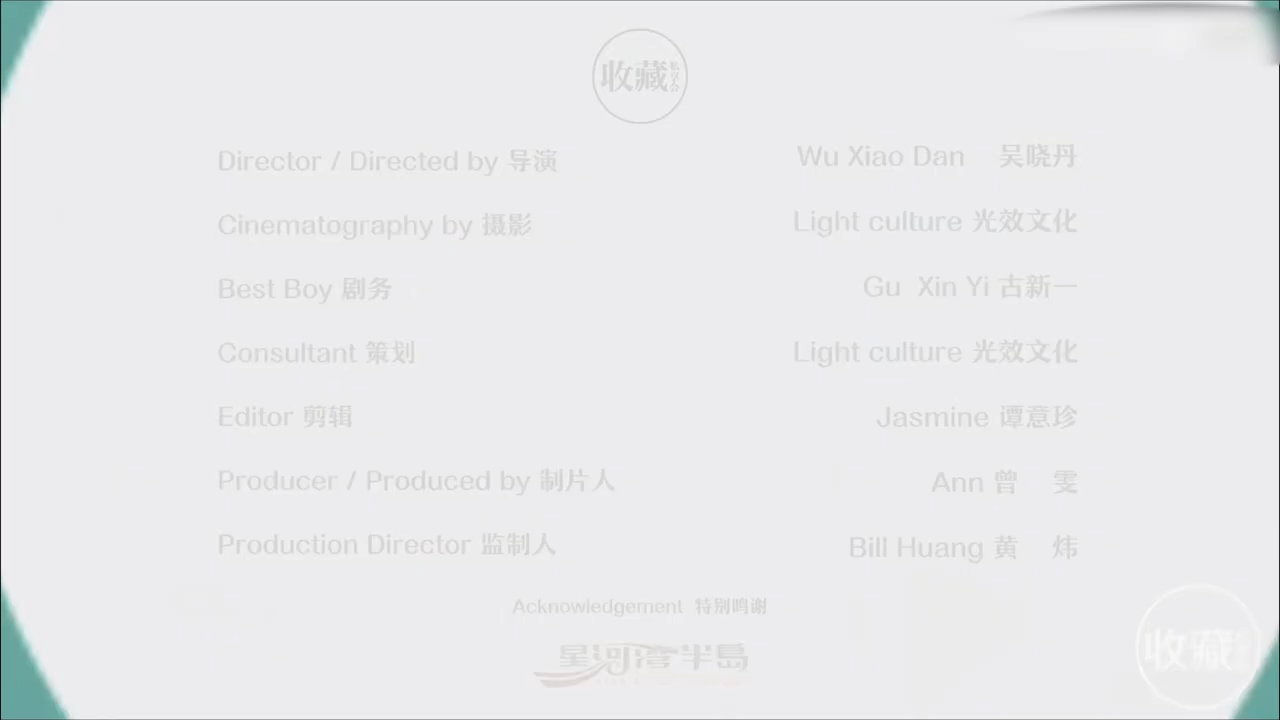 收藏 私享会
Director / Directed by 导演 Wu Xiao Dan 吴晓丹
Cinematography by 摄影 Light culture 光效文化
Best Boy 剧务 Gu Xin Yi 古新一
Consultant 策划 Light culture 光效文化
Editor 剪辑 Jasmine 谭意珍
Producer / Produced by 制片人 Ann 曾 雯
Production Director 监制人 Bill Huang 黄 炜
Acknowledgement 特别鸣谢
星河湾半岛
收藏